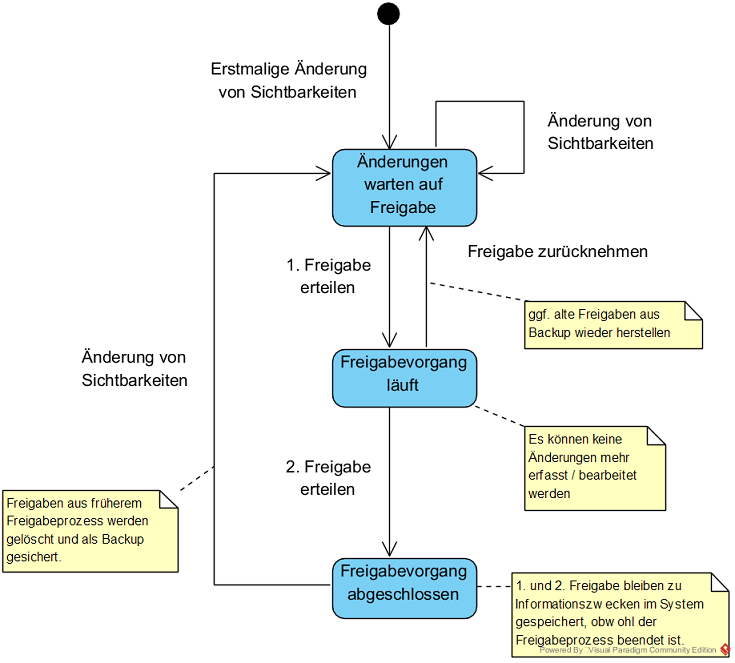 Erstmalige Änderung
von Sichtbarkeiten
Änderung von
Sichtbarkeiten
Änderungen
warten auf
Freigabe
1. Freigabe
erteilen
Freigabe zurücknehmen
ggf. alte Freigaben aus
Backup wieder herstellen
Änderung von
Sichtbarkeiten
Freigabevorgang
läuft
Es können keine
Änderungen mehr
erfasst / bearbeitet
werden
2. Freigabe
erteilen
Freigaben aus früherem
Freigabeprozess werden
gelöscht und als Backup
gesichert.
Freigabevorgang
abgeschlossen
1. und 2. Freigabe bleiben zu
Informationszw ecken im System
gespeichert, obw ohl der
Freigabeprozess beendet ist.
Powered By Visual Paradigm Community Edition